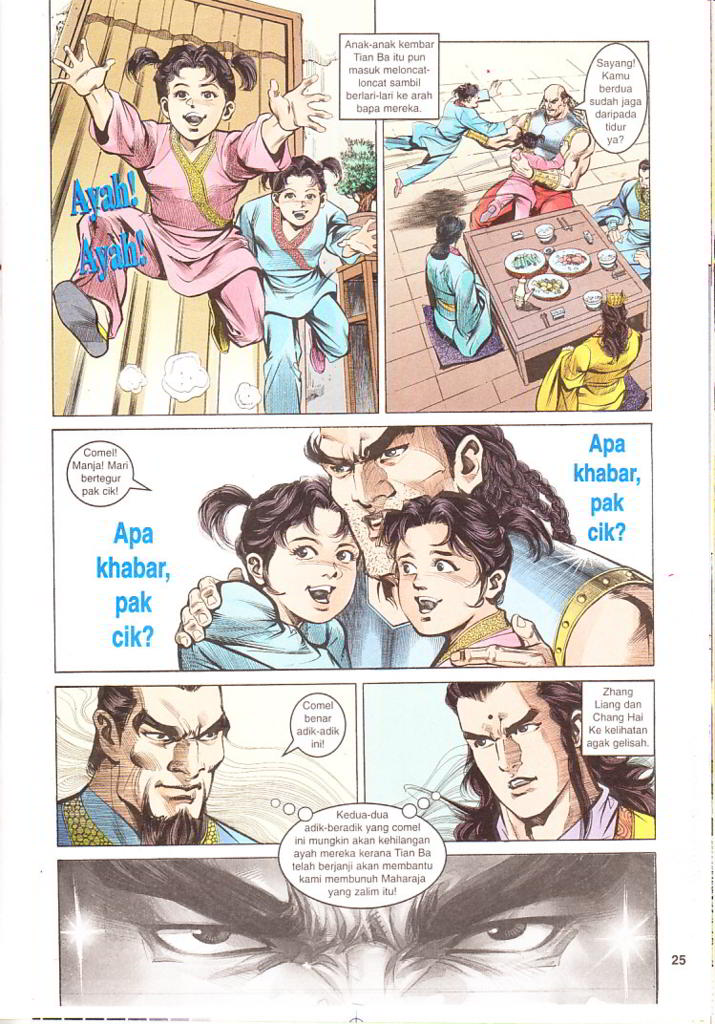 Ayah!
Ayah!
Anak-anak kembar
Tian Ba itu pun
masuk meloncat-
loncat sambil
berlari-lari ke arah
bapa mereka.
Sayang!
Kamu
berdua
sudah jaga
daripada
tidur
ya?
Comel!
Manja! Mari
bertegur
pak cik!
Apa
khabar,
pak
cik?
Apa
khabar,
pak
cik?
Comel
benar
adik-adik
ini!
Zhang
Liang dan
Chang Hai
Ke kelihatan
agak gelisah.
Kedua-dua
adik-beradik yang comel
ini mungkin akan kehilangan
ayah mereka kerana Tian Ba
telah berjanji akan membantu
kami membunuh Maharaja
yang zalim itu!
25